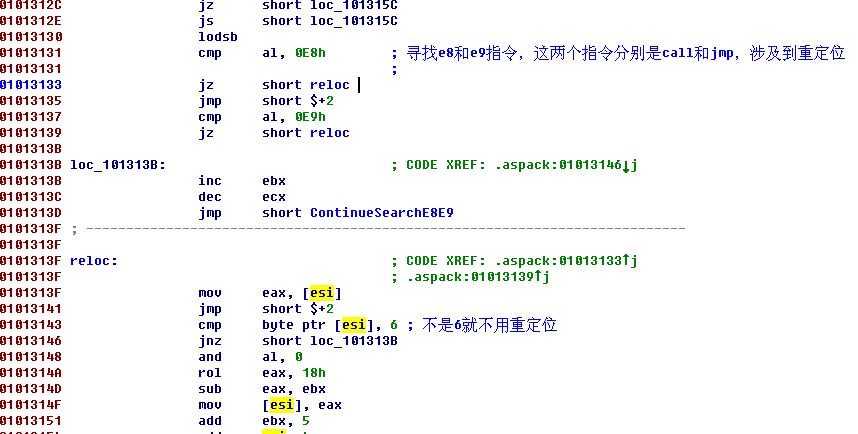 0101312C jz short loc_101315C
0101312E js short loc_101315C
01013130 lodsb
01013131 cmp al, 0E8h ; 寻找e8和e9指令，这两个指令分别是call和jmp，涉及到重定位
01013131 ;
01013133 jz short reloc
01013135 jmp short $+2
01013137 cmp al, 0E9h
01013139 jz short reloc
0101313B
0101313B loc_101313B: ; CODE XREF: .aspack:01013146↓j
0101313B inc ebx
0101313C dec ecx
0101313D jmp short ContinueSearchE8E9
0101313F ; ---------------------------------------------------------------------------
0101313F
0101313F reloc: ; CODE XREF: .aspack:01013133↑j
0101313F ; .aspack:01013139↑j
0101313F mov eax, [esi]
01013141 jmp short $+2
01013143 cmp byte ptr [esi], 6 ; 不是6就不用重定位
01013146 jnz short loc_101313B
01013148 and al, 0
0101314A rol eax, 18h
0101314D sub eax, ebx
0101314F mov [esi], eax
01013151 add ebx, 5